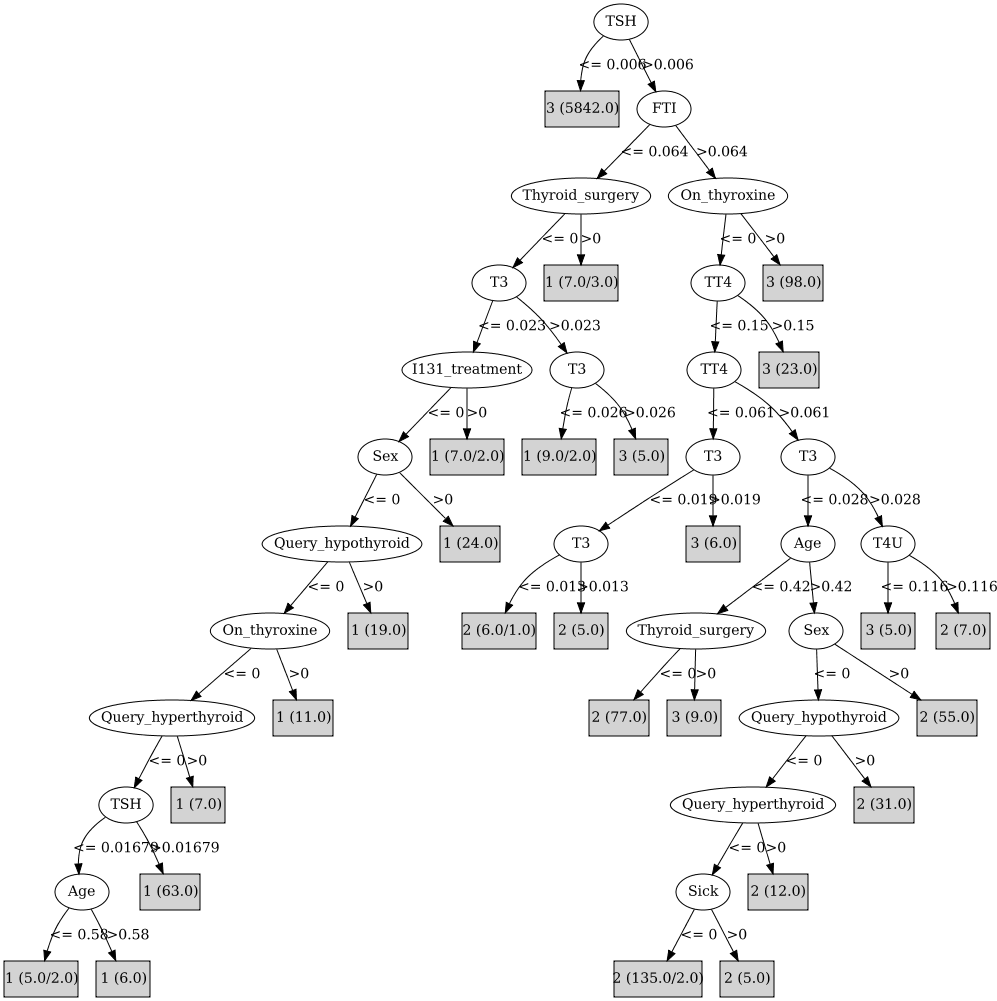 TSH
<= 0.006 >0.006
3 (5842.0) FTI
<= 0.064 >0.064
Thyroid_surgery On_thyroxine
<= 0 >0 <= 0 >0
T3 1 (7.0/3.0) TT4 3 (98.0)
<= 0.023 >0.023 <= 0.15 >0.15
I131_treatment T3 TT4 3 (23.0)
<= 0 >0 <= 0.026 >0.026 <= 0.061 >0.061
Sex 1 (7.0/2.0) 1 (9.0/2.0) 3 (5.0) T3 T3
<= 0 >0 <= 0.019 >0.019 <= 0.028 >0.028
Query_hypothyroid 1 (24.0) T3 3 (6.0) Age T4U
<= 0 >0 <= 0.013 >0.013 <= 0.42 >0.42 <= 0.116 >0.116
On_thyroxine 1 (19.0) 2 (6.0/1.0) 2 (5.0) Thyroid_surgery Sex 3 (5.0) 2 (7.0)
<= 0 >0 <= 0 >0 <= 0 >0
Query_hyperthyroid 1 (11.0) 2 (77.0) 3 (9.0) Query_hypothyroid 2 (55.0)
<= 0 >0 <= 0 >0
TSH 1 (7.0) Query_hyperthyroid 2 (31.0)
<= 0.01679 >0.01679 <= 0 >0
Age 1 (63.0) Sick 2 (12.0)
<= 0.58 >0.58 <= 0 >0
1 (5.0/2.0) 1 (6.0) 2 (135.0/2.0) 2 (5.0)